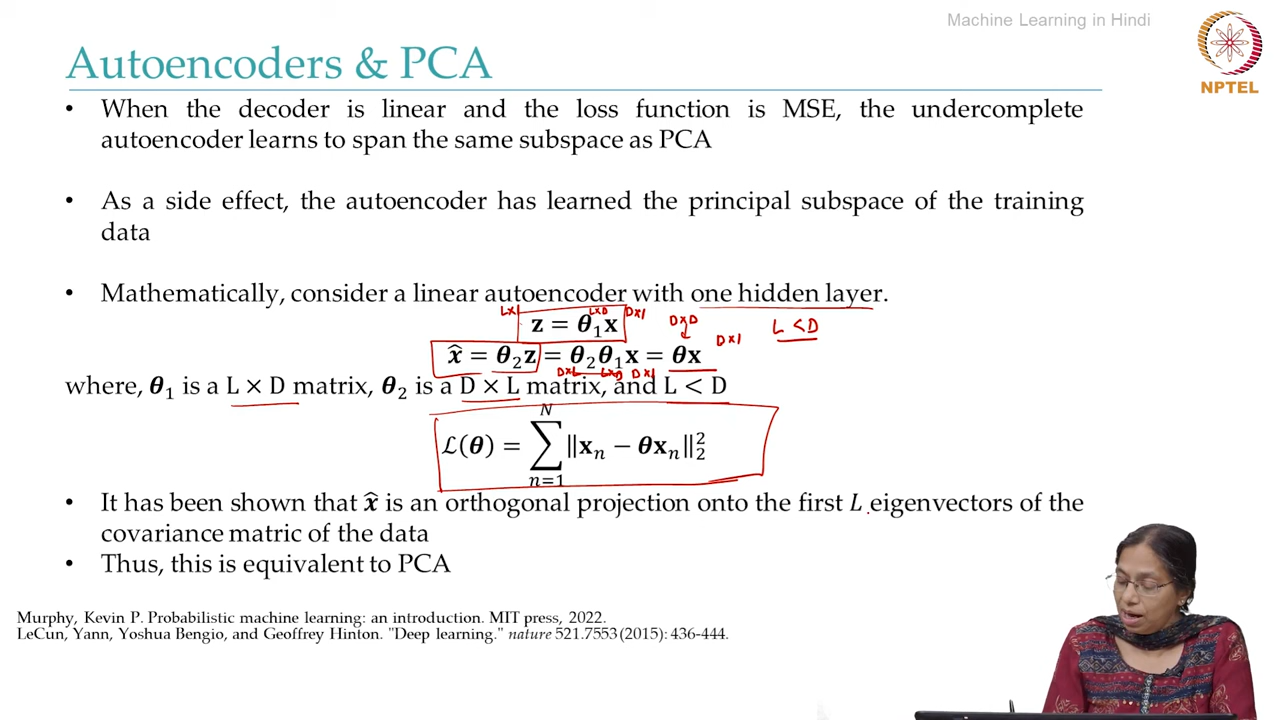 Machine Learning in Hindi
NPTEL
Autoencoders & PCA
• When the decoder is linear and the loss function is MSE, the undercomplete
autoencoder learns to span the same subspace as PCA
• As a side effect, the autoencoder has learned the principal subspace of the training
data
• Mathematically, consider a linear autoencoder with one hidden layer.
L×1 L×D D×1 D×D L<D
z = θ₁x
D×1
x̂ = θ₂z = θ₂θ₁x = θx
D×L L×D D×1
where, θ₁ is a L × D matrix, θ₂ is a D × L matrix, and L < D
ℒ(θ) = ∑ₙ₌₁ᴺ ‖xₙ − θxₙ‖₂²
• It has been shown that x̂ is an orthogonal projection onto the first L eigenvectors of the
covariance matric of the data
• Thus, this is equivalent to PCA
Murphy, Kevin P. Probabilistic machine learning: an introduction. MIT press, 2022.
LeCun, Yann, Yoshua Bengio, and Geoffrey Hinton. "Deep learning." nature 521.7553 (2015): 436-444.